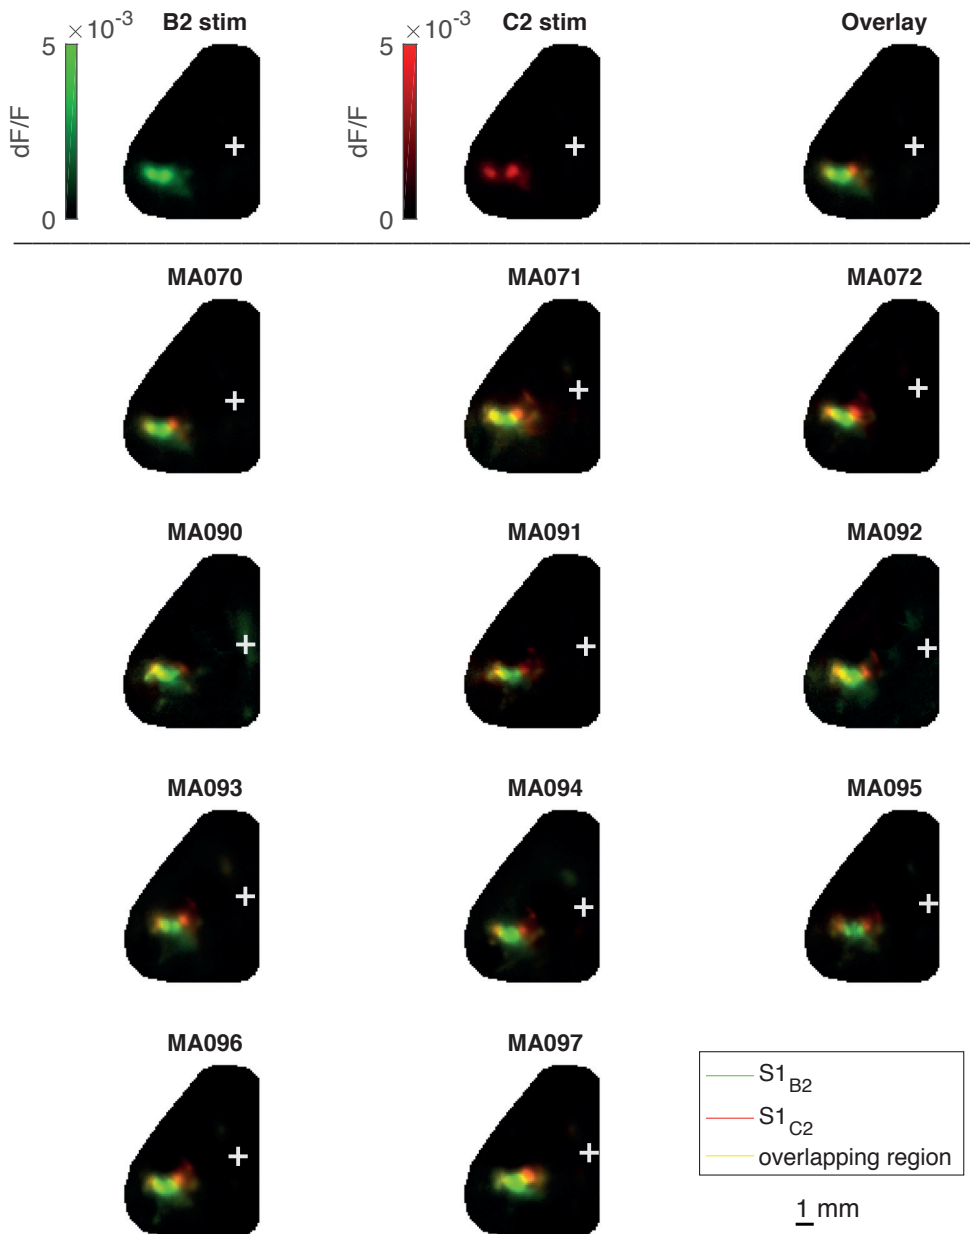 B2 stim C2 stim Overlay
5 ×10⁻³ 5 ×10⁻³
dF/F dF/F
0 0
MA070 MA071 MA072
MA090 MA091 MA092
MA093 MA094 MA095
MA096 MA097
S1B2
S1C2
overlapping region
1 mm